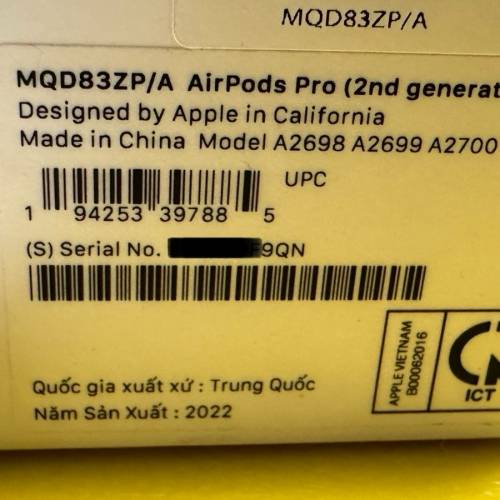 MQD83ZP/A
MQD83ZP/A AirPods Pro (2nd generat
Designed by Apple in California
Made in China Model A2698 A2699 A2700
UPC
1 94253 39788 5
(S) Serial No. F9QN
APPLE VIETNAM
B00062016
ICT
Quốc gia xuất xứ : Trung Quốc
Năm Sản Xuất : 2022